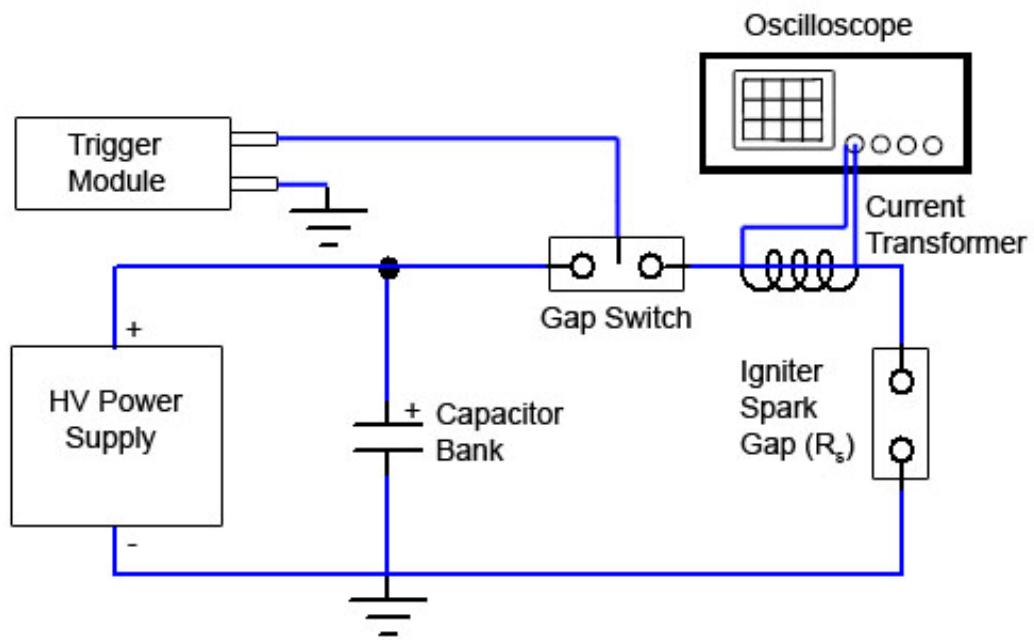 Oscilloscope
Trigger
Module
Current
Transformer
Gap Switch
+
HV Power
Supply
-
+ Capacitor
Bank
Igniter
Spark
Gap (Rs)